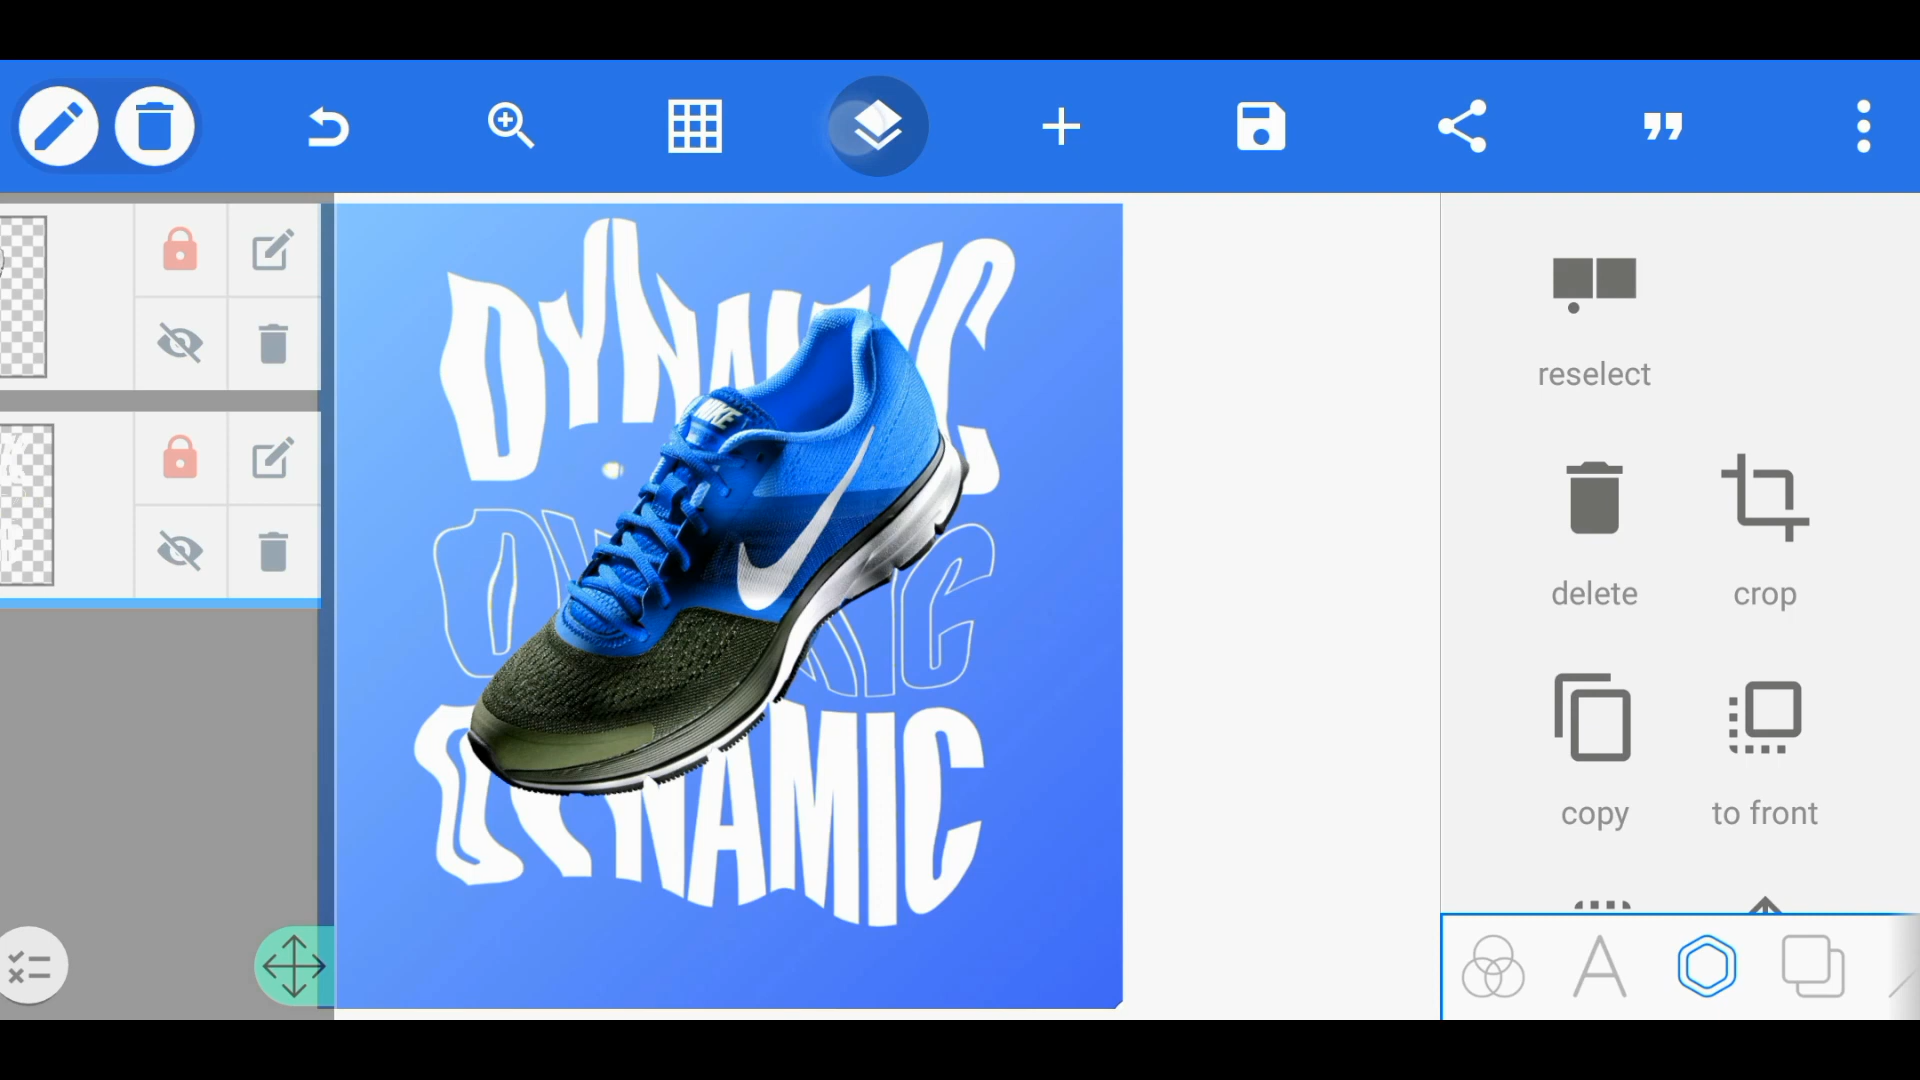 DYNAMIC
NIKE
DYNAMIC
DYNAMIC
reselect
delete
crop
copy
to front